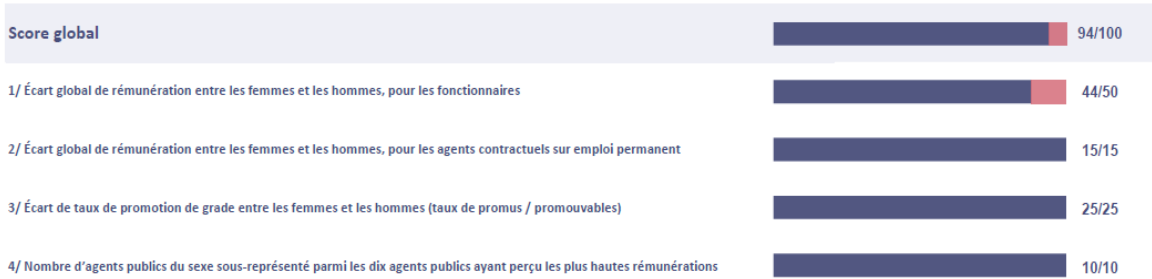 Score global 94/100
1/ Écart global de rémunération entre les femmes et les hommes, pour les fonctionnaires 44/50
2/ Écart global de rémunération entre les femmes et les hommes, pour les agents contractuels sur emploi permanent 15/15
3/ Écart de taux de promotion de grade entre les femmes et les hommes (taux de promus / promouvables) 25/25
4/ Nombre d'agents publics du sexe sous-représenté parmi les dix agents publics ayant perçu les plus hautes rémunérations 10/10